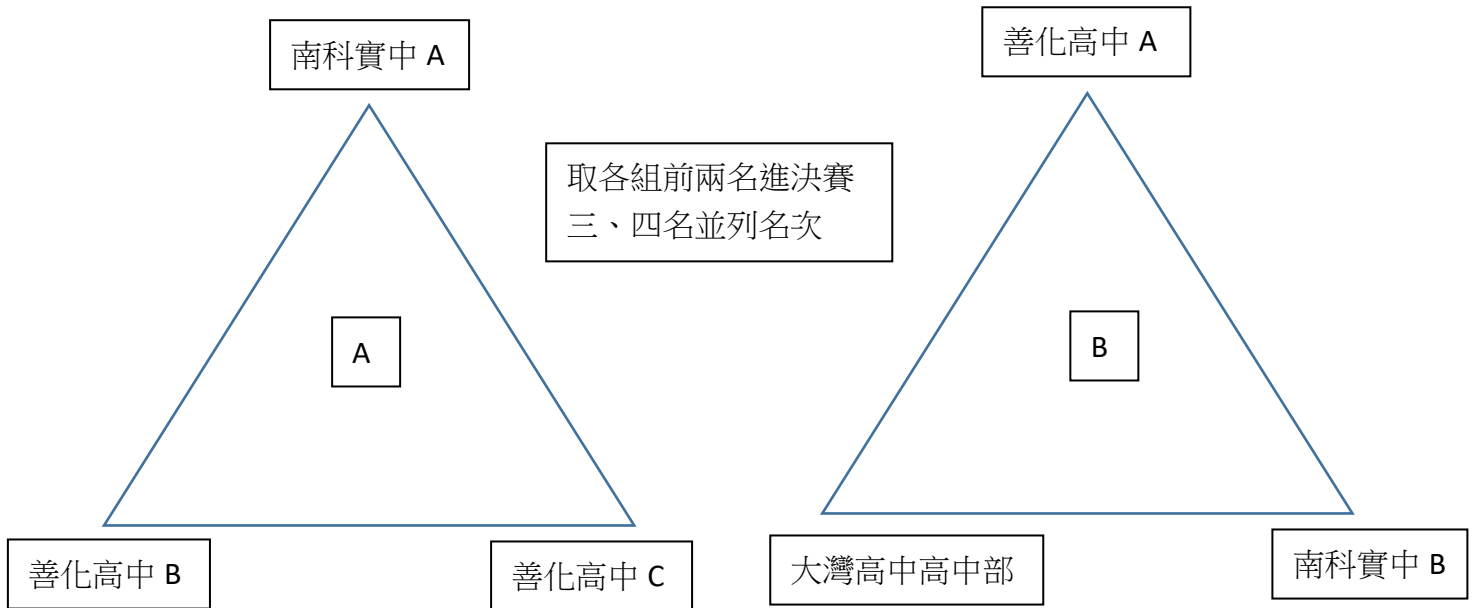 南科實中 A
善化高中 A
取各組前兩名進決賽
三、四名並列名次
A
B
善化高中 B
善化高中 C
大灣高中高中部
南科實中 B